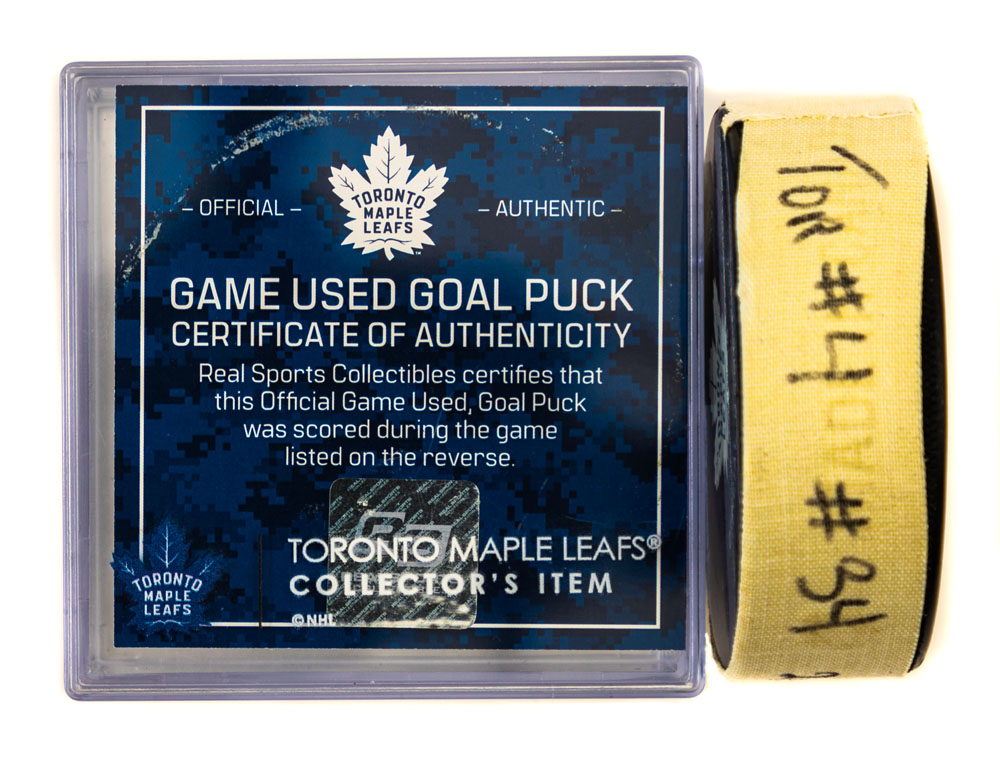 – OFFICIAL –
TORONTO
MAPLE
LEAFS
™
– AUTHENTIC –
GAME USED GOAL PUCK
CERTIFICATE OF AUTHENTICITY
Real Sports Collectibles certifies that
this Official Game Used, Goal Puck
was scored during the game
listed on the reverse.
TORONTO
MAPLE
LEAFS
TORONTO MAPLE LEAFS®
COLLECTOR'S ITEM
© NHL
TOR #4
#34